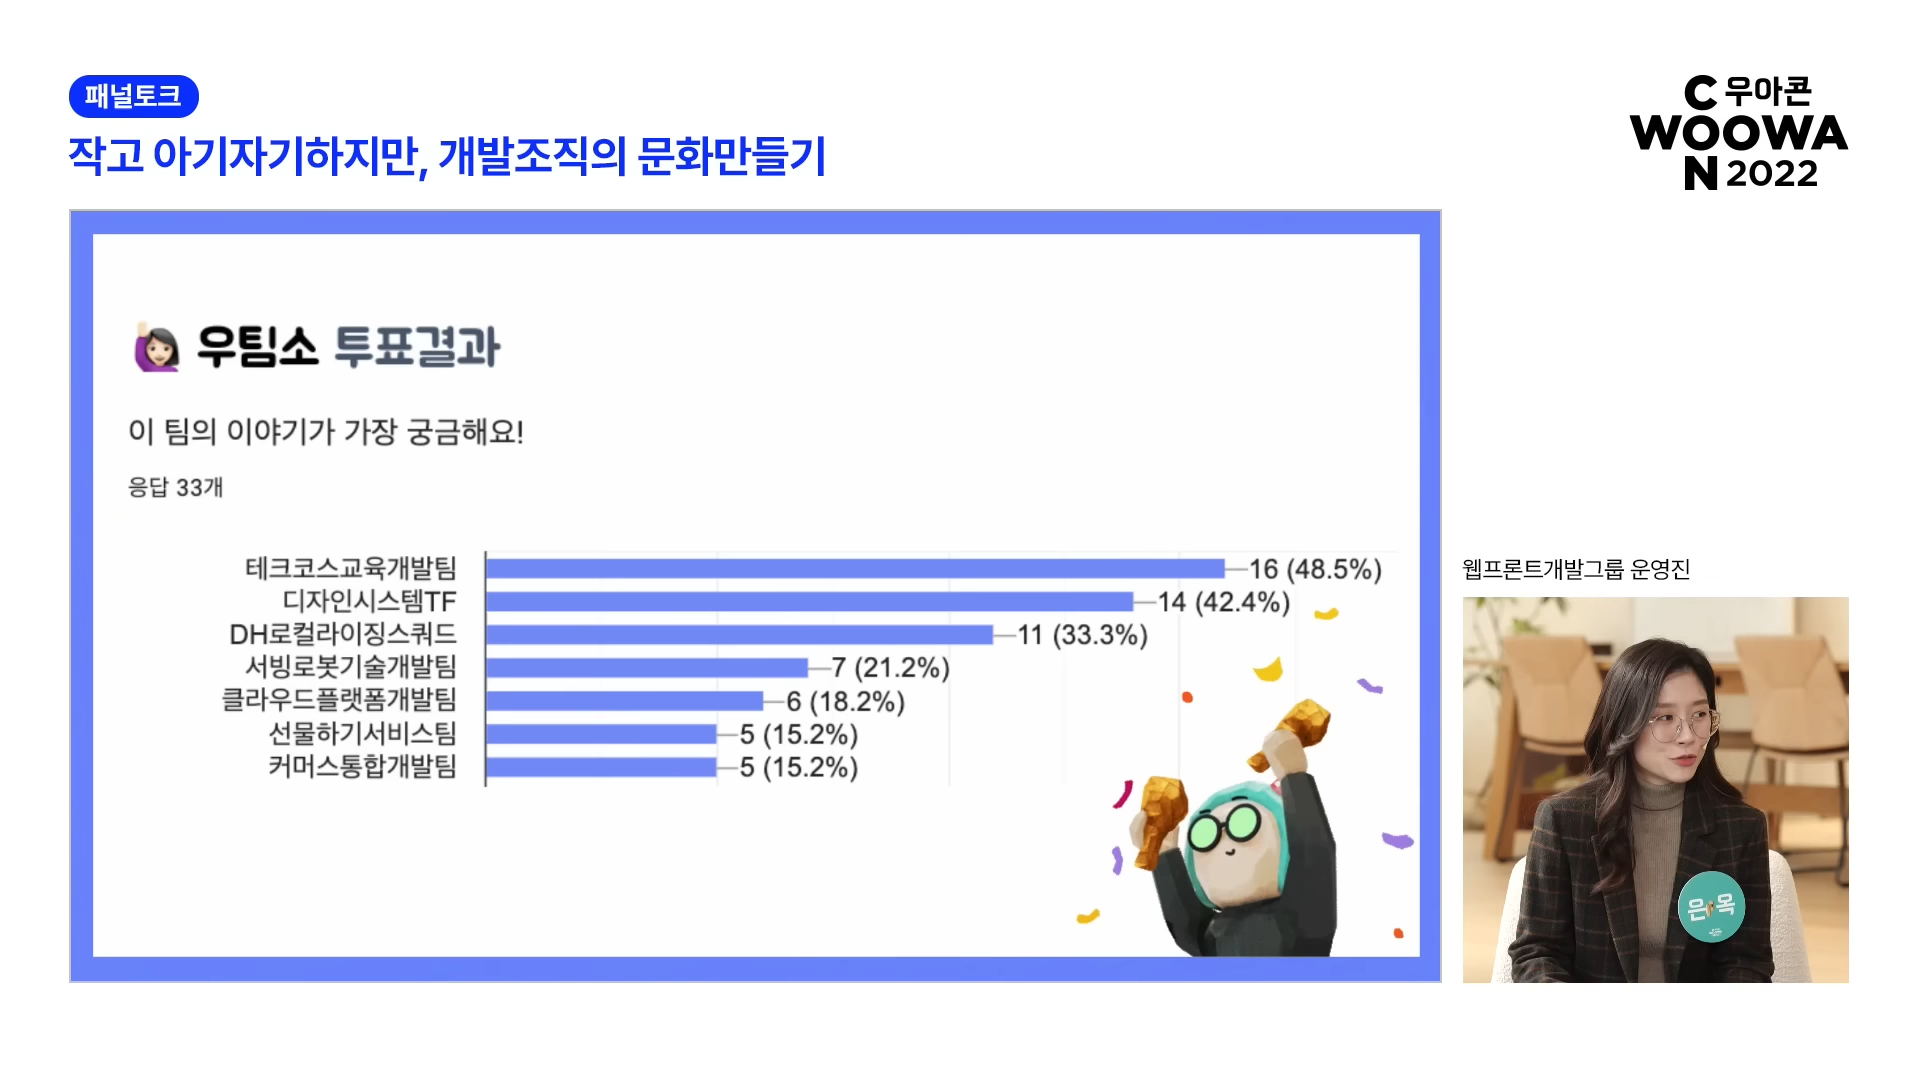 패널토크
작고 아기자기하지만, 개발조직의 문화만들기
C 우아콘
WOOWA
N 2022
우팀소 투표결과
이 팀의 이야기가 가장 궁금해요!
응답 33개
테크코스교육개발팀 16 (48.5%)
디자인시스템TF 14 (42.4%)
DH로컬라이징스쿼드 11 (33.3%)
서빙로봇기술개발팀 7 (21.2%)
클라우드플랫폼개발팀 6 (18.2%)
선물하기서비스팀 5 (15.2%)
커머스통합개발팀 5 (15.2%)
웹프론트개발그룹 운영진
은옥